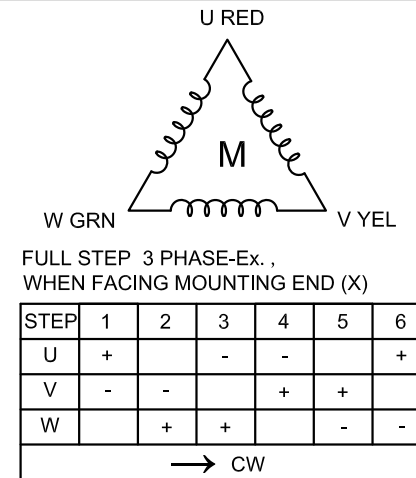 U RED
M
W GRN
V YEL
FULL STEP 3 PHASE-Ex. ,
WHEN FACING MOUNTING END (X)
STEP 1 2 3 4 5 6
U + - - +
V - - + +
W + + - -
→ CW